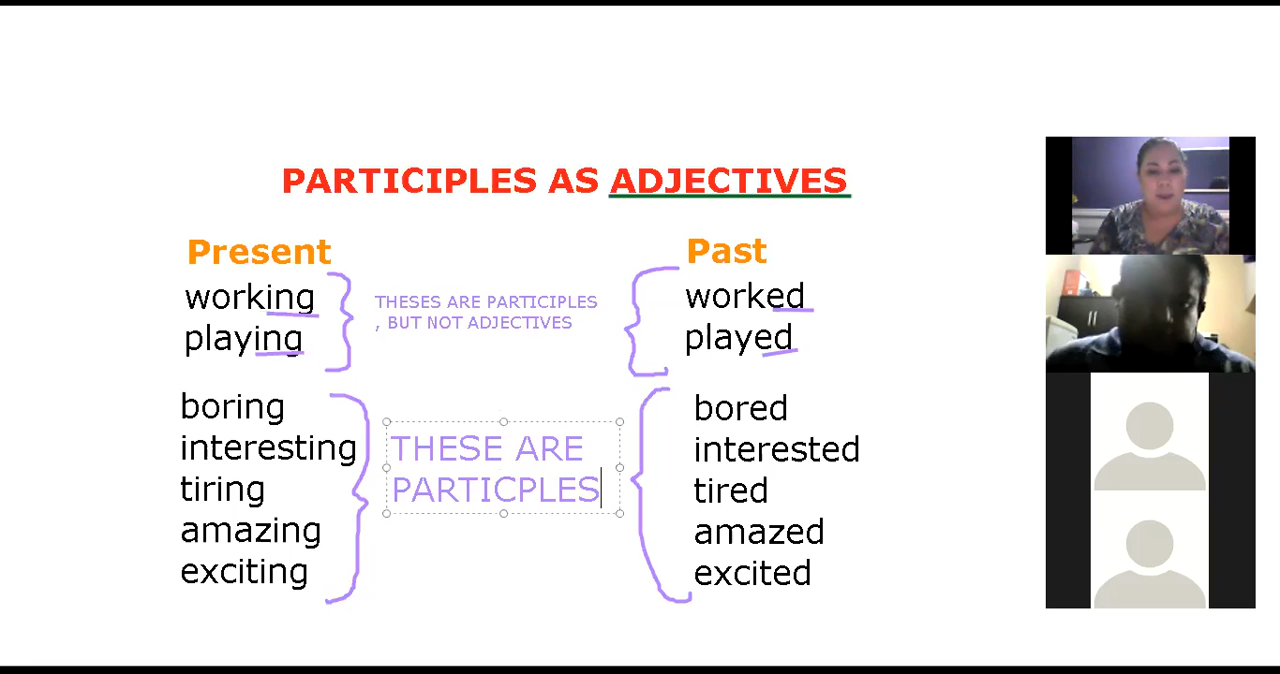 PARTICIPLES AS ADJECTIVES
Present
Past
working
THESES ARE PARTICIPLES
worked
playing
, BUT NOT ADJECTIVES
played
boring
bored
interesting
THESE ARE
interested
tiring
PARTICPLES
tired
amazing
amazed
exciting
excited